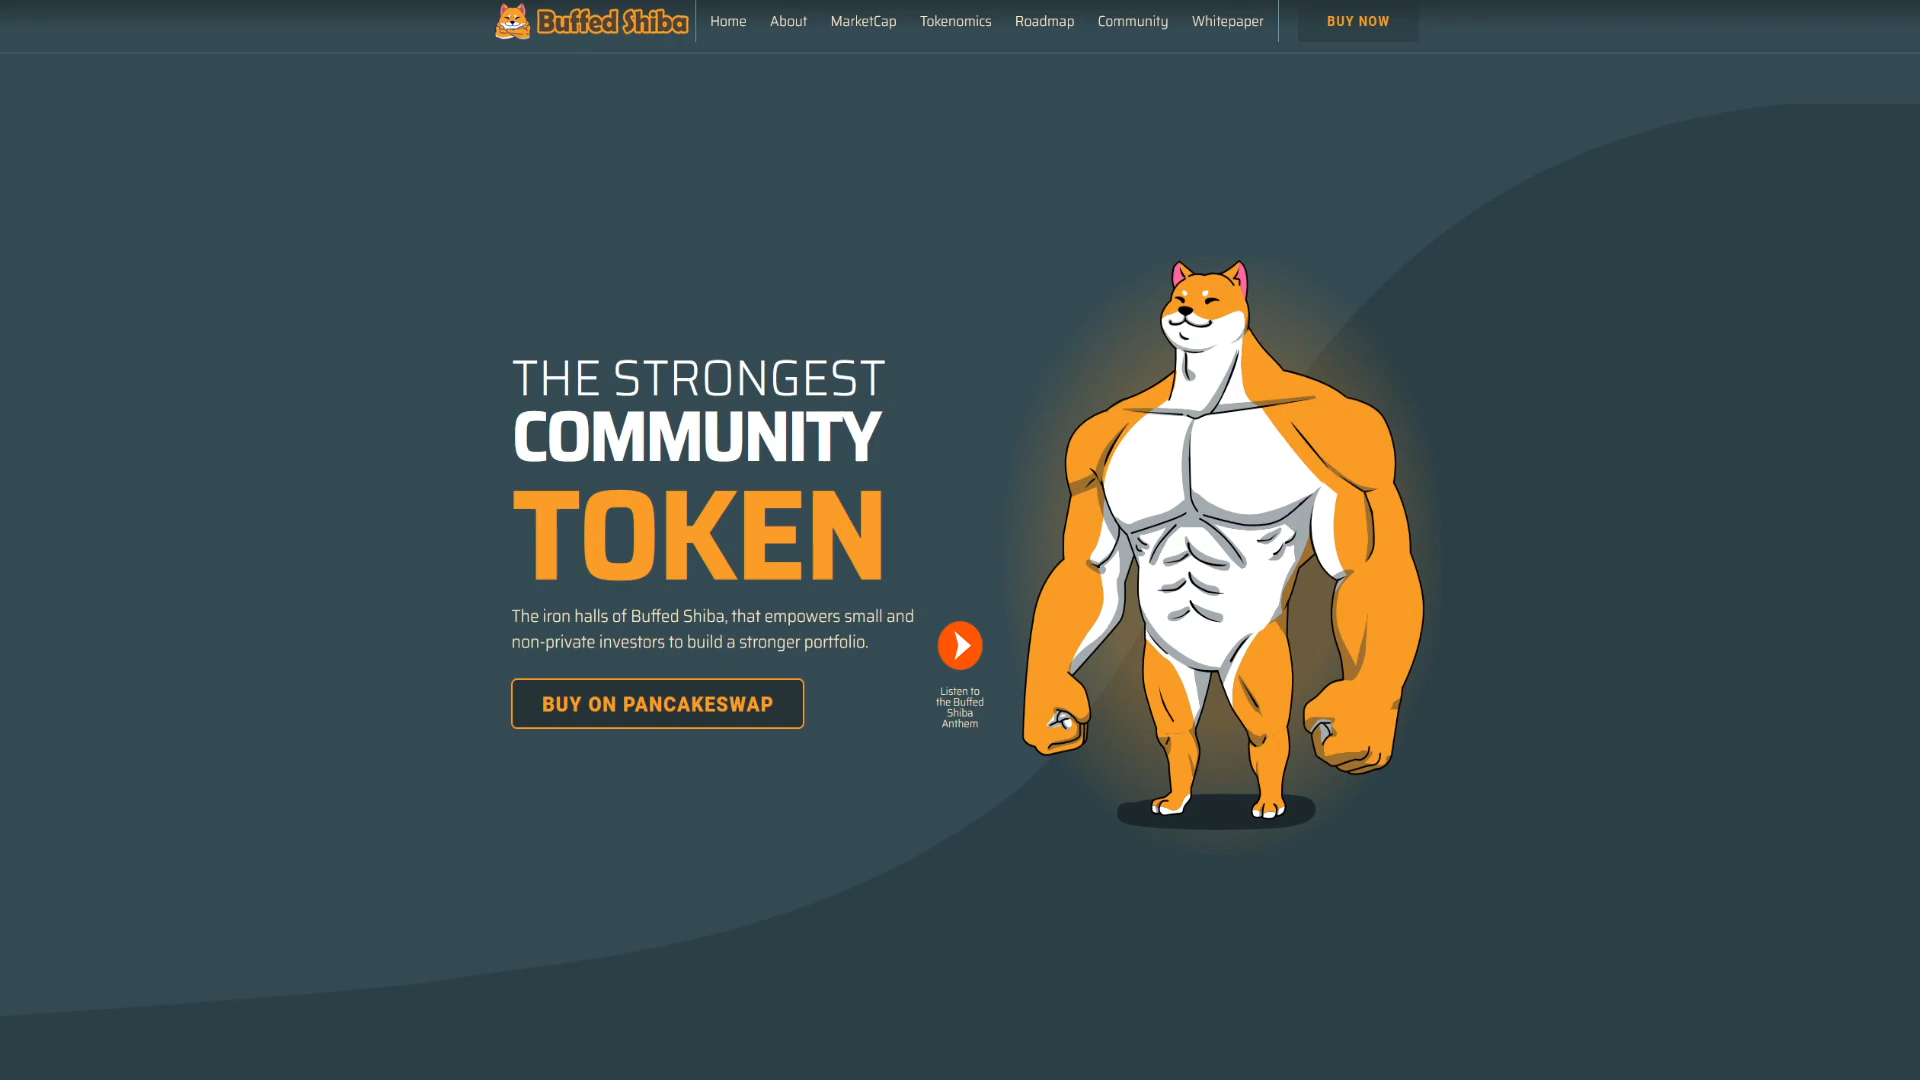 Buffed Shiba
Home
About
MarketCap
Tokenomics
Roadmap
Community
Whitepaper
BUY NOW
THE STRONGEST
COMMUNITY
TOKEN
The iron halls of Buffed Shiba, that empowers small and
non-private investors to build a stronger portfolio.
BUY ON PANCAKESWAP
Listen to
the Buffed
Shiba
Anthem